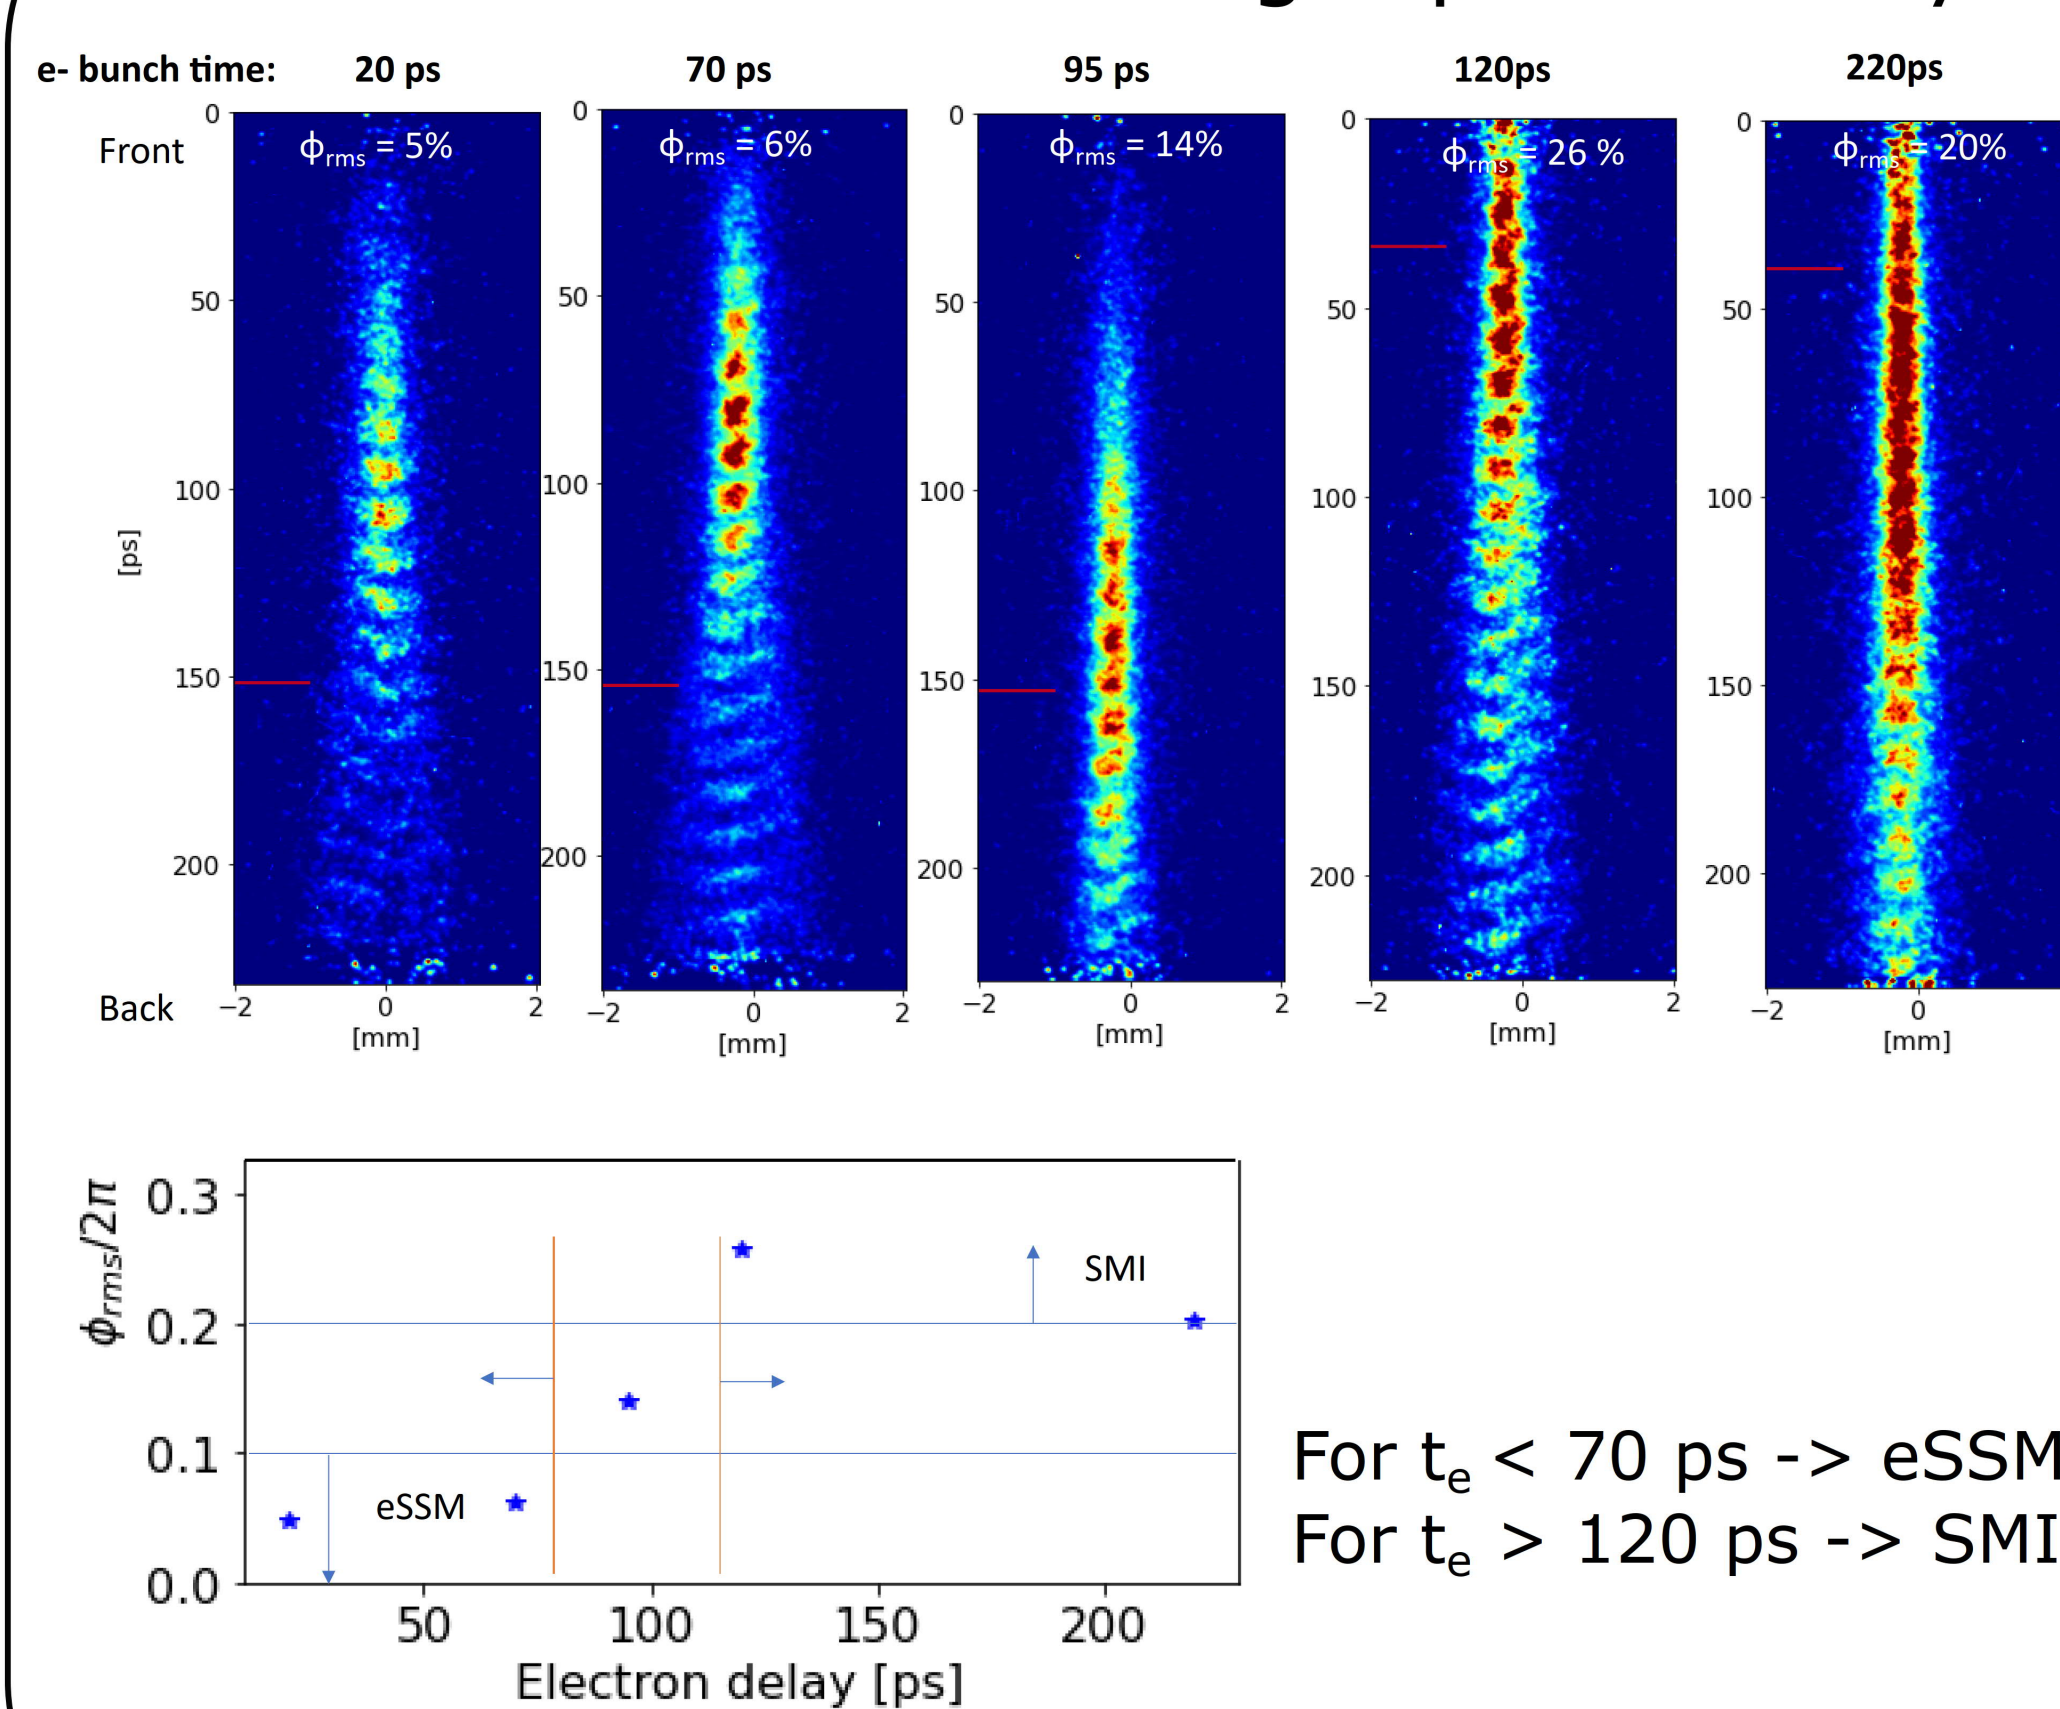 e- bunch time: 20 ps 70 ps 95 ps 120ps 220ps
Front
ϕrms = 5% ϕrms = 6% ϕrms = 14% ϕrms = 26 % ϕrms = 20%
0 0 0 0 0
50 50 50 50 50
100 100 100 100 100
[ps]
150 150 150 150 150
200 200 200 200 200
Back
−2 0 2 −2 0 2 −2 0 2 −2 0 2 −2 0
[mm] [mm] [mm] [mm] [mm]
ϕrms/2π
0.3
SMI
0.2
0.1
eSSM
0.0
50 100 150 200
Electron delay [ps]
For te < 70 ps -> eSSM
For te > 120 ps -> SMI